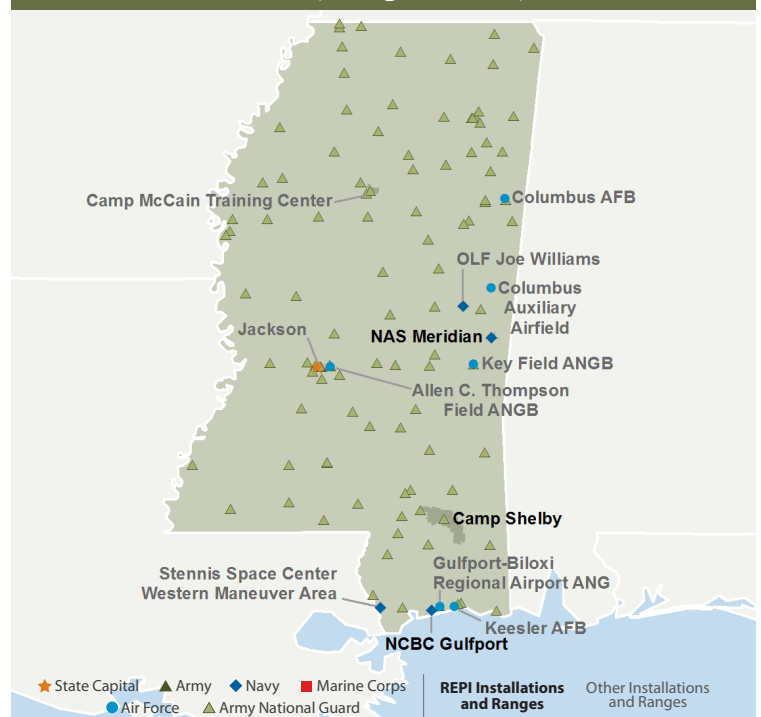 Camp McCain Training Center
Columbus AFB
OLF Joe Williams
Columbus
Auxiliary
Airfield
Jackson
NAS Meridian
Key Field ANGB
Allen C. Thompson
Field ANGB
Camp Shelby
Gulfport-Biloxi
Regional Airport ANG
Stennis Space Center
Western Maneuver Area
Keesler AFB
NCBC Gulfport
State Capital
Army
Navy
Marine Corps
Air Force
Army National Guard
REPI Installations
and Ranges
Other Installations
and Ranges